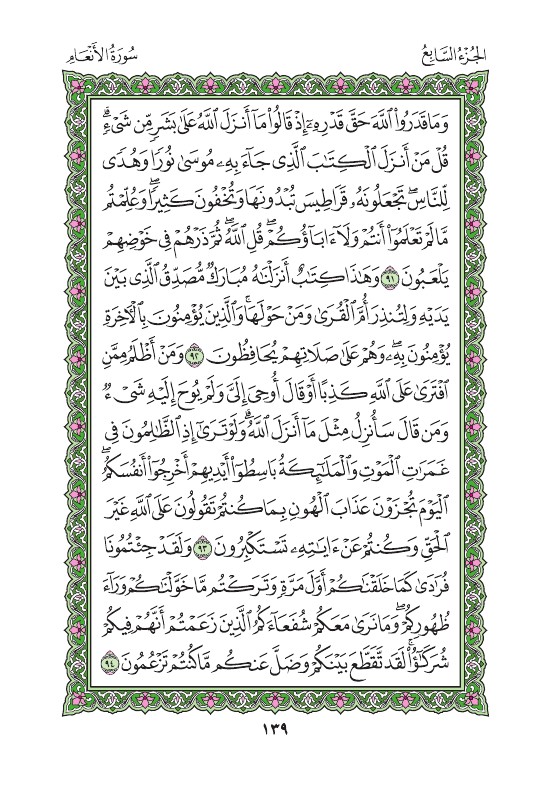 الجُزْءُ السَّابِعُ
سُورَةُ الأَنْعَامِ
وَمَا قَدَرُوا۟ ٱللَّهَ حَقَّ قَدْرِهِۦٓ إِذْ قَالُوا۟ مَآ أَنزَلَ ٱللَّهُ عَلَىٰ بَشَرٍ مِّن شَىْءٍ ۗ
قُلْ مَنْ أَنزَلَ ٱلْكِتَـٰبَ ٱلَّذِى جَآءَ بِهِۦ مُوسَىٰ نُورًا وَهُدًى
لِّلنَّاسِ ۖ تَجْعَلُونَهُۥ قَرَاطِيسَ تُبْدُونَهَا وَتُخْفُونَ كَثِيرًا ۖ وَعُلِّمْتُم
مَّا لَمْ تَعْلَمُوٓا۟ أَنتُمْ وَلَآ ءَابَآؤُكُمْ ۖ قُلِ ٱللَّهُ ۖ ثُمَّ ذَرْهُمْ فِى خَوْضِهِمْ
يَلْعَبُونَ ٩١ وَهَـٰذَا كِتَـٰبٌ أَنزَلْنَـٰهُ مُبَارَكٌ مُّصَدِّقُ ٱلَّذِى بَيْنَ
يَدَيْهِ وَلِتُنذِرَ أُمَّ ٱلْقُرَىٰ وَمَنْ حَوْلَهَا ۚ وَٱلَّذِينَ يُؤْمِنُونَ بِٱلْـَٔاخِرَةِ
يُؤْمِنُونَ بِهِۦ ۖ وَهُمْ عَلَىٰ صَلَاتِهِمْ يُحَافِظُونَ ٩٢ وَمَنْ أَظْلَمُ مِمَّنِ
ٱفْتَرَىٰ عَلَى ٱللَّهِ كَذِبًا أَوْ قَالَ أُوحِىَ إِلَىَّ وَلَمْ يُوحَ إِلَيْهِ شَىْءٌ
وَمَن قَالَ سَأُنزِلُ مِثْلَ مَآ أَنزَلَ ٱللَّهُ ۗ وَلَوْ تَرَىٰٓ إِذِ ٱلظَّـٰلِمُونَ فِى
غَمَرَٰتِ ٱلْمَوْتِ وَٱلْمَلَـٰٓئِكَةُ بَاسِطُوٓا۟ أَيْدِيهِمْ أَخْرِجُوٓا۟ أَنفُسَكُمُ ۖ
ٱلْيَوْمَ تُجْزَوْنَ عَذَابَ ٱلْهُونِ بِمَا كُنتُمْ تَقُولُونَ عَلَى ٱللَّهِ غَيْرَ
ٱلْحَقِّ وَكُنتُمْ عَنْ ءَايَـٰتِهِۦ تَسْتَكْبِرُونَ ٩٣ وَلَقَدْ جِئْتُمُونَا
فُرَٰدَىٰ كَمَا خَلَقْنَـٰكُمْ أَوَّلَ مَرَّةٍ وَتَرَكْتُم مَّا خَوَّلْنَـٰكُمْ وَرَآءَ
ظُهُورِكُمْ ۖ وَمَا نَرَىٰ مَعَكُمْ شُفَعَآءَكُمُ ٱلَّذِينَ زَعَمْتُمْ أَنَّهُمْ فِيكُمْ
شُرَكَـٰٓؤُا۟ ۚ لَقَد تَّقَطَّعَ بَيْنَكُمْ وَضَلَّ عَنكُم مَّا كُنتُمْ تَزْعُمُونَ ٩٤
١٣٩